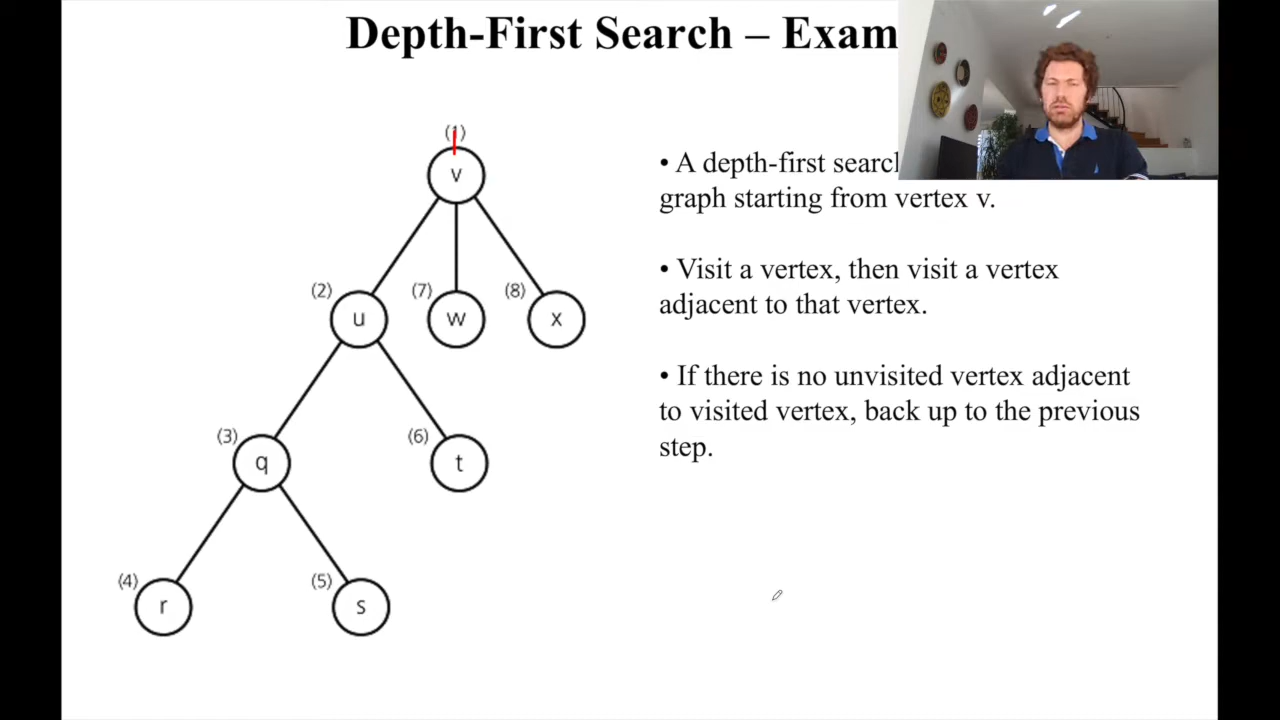 Depth-First Search – Exam
(1)
v
• A depth-first search
graph starting from vertex v.
• Visit a vertex, then visit a vertex
adjacent to that vertex.
(2) (7) (8)
u w x
• If there is no unvisited vertex adjacent
to visited vertex, back up to the previous
step.
(3) (6)
q t
(4) (5)
r s